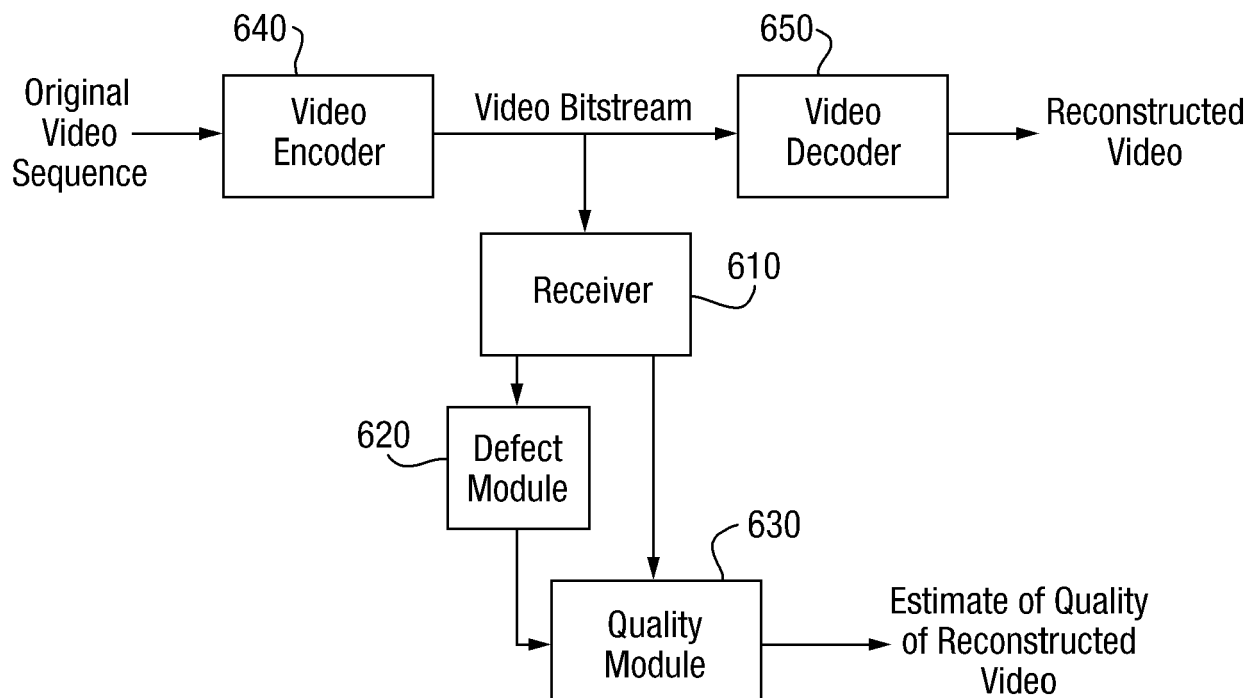 640
650
Original
Video
Sequence
Video
Encoder
Video Bitstream
Video
Decoder
Reconstructed
Video
Receiver
610
620
Defect
Module
630
Quality
Module
Estimate of Quality
of Reconstructed
Video